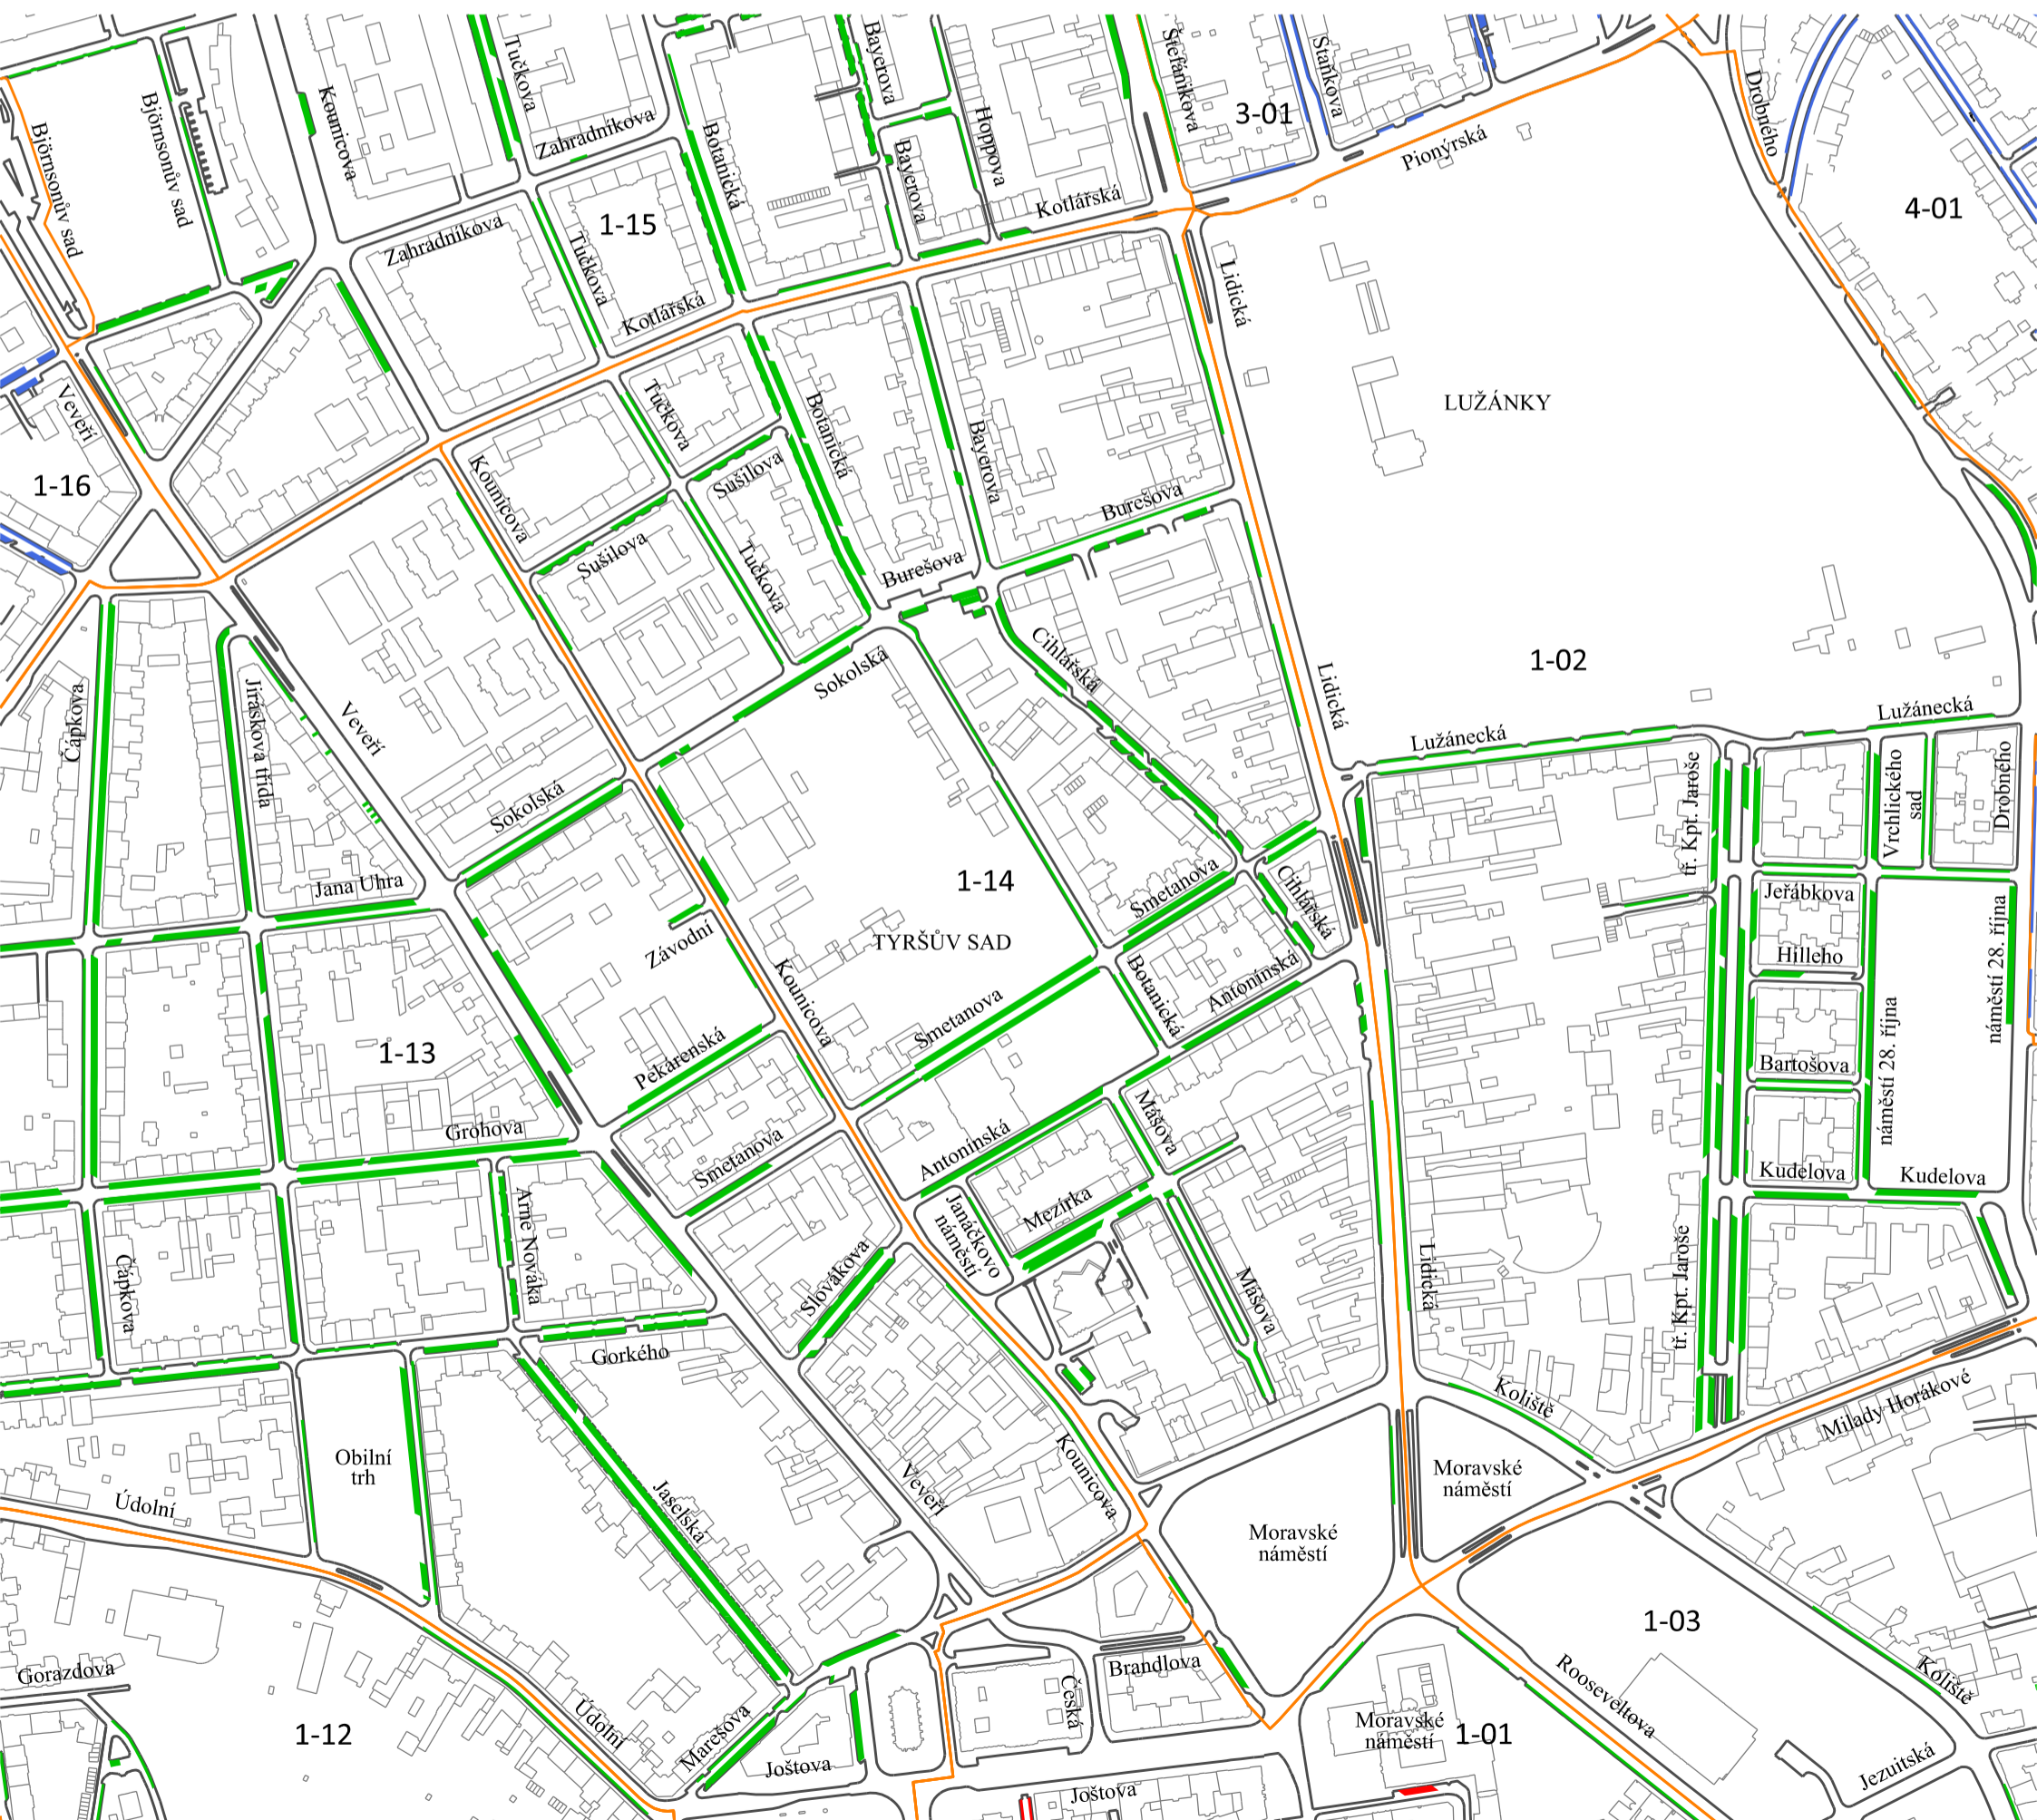 Tučkova
Bayerova
Štefánikova
Staňkova
Drobného
Björnsonův sad
Björnsonův sad
Kounicova
Zahradníkova
Botanická
Hoppova
3-01
Pionýrská
Bayerova
Kotlářská
4-01
1-15
Zahradníkova
Tučkova
Kotlářská
Lidická
LUŽÁNKY
Veveří
Tučkova
Botanická
Bayerova
1-16
Kounicova
Sušilova
Burešova
Sušilova
Tučkova
Burešova
Cihlářská
Sokolská
1-02
Čápkova
Jiráskova třída
Veveří
Lidická
Lužánecká
Lužánecká
Sokolská
tř. Kpt. Jaroše
Vrchlického
sad
Drobného
1-14
Jana Uhra
Smetanova
Cihlářská
Jeřábkova
Závodní
TYRŠŮV SAD
Hilleho
náměstí 28. října
Kounicova
Botanická
Antonínská
Smetanova
1-13
Pekárenská
náměstí 28. října
Bartošova
Grohova
Mášova
Smetanova
Antonínská
Kudelova
Kudelova
Arne Nováka
Janáčkovo
náměstí
Mezírka
Čápkova
Slovákova
Mášova
Lidická
tř. Kpt. Jaroše
Gorkého
Koliště
Milady Horákové
Obilní
trh
Kounicova
Moravské
náměstí
Veveří
Údolní
Jaselská
Moravské
náměstí
1-03
Gorazdova
Brandlova
Česká
Rooseveltova
Koliště
1-12
Údolní
Marešova
Moravské
náměstí
1-01
Joštova
Joštova
Jezuitská